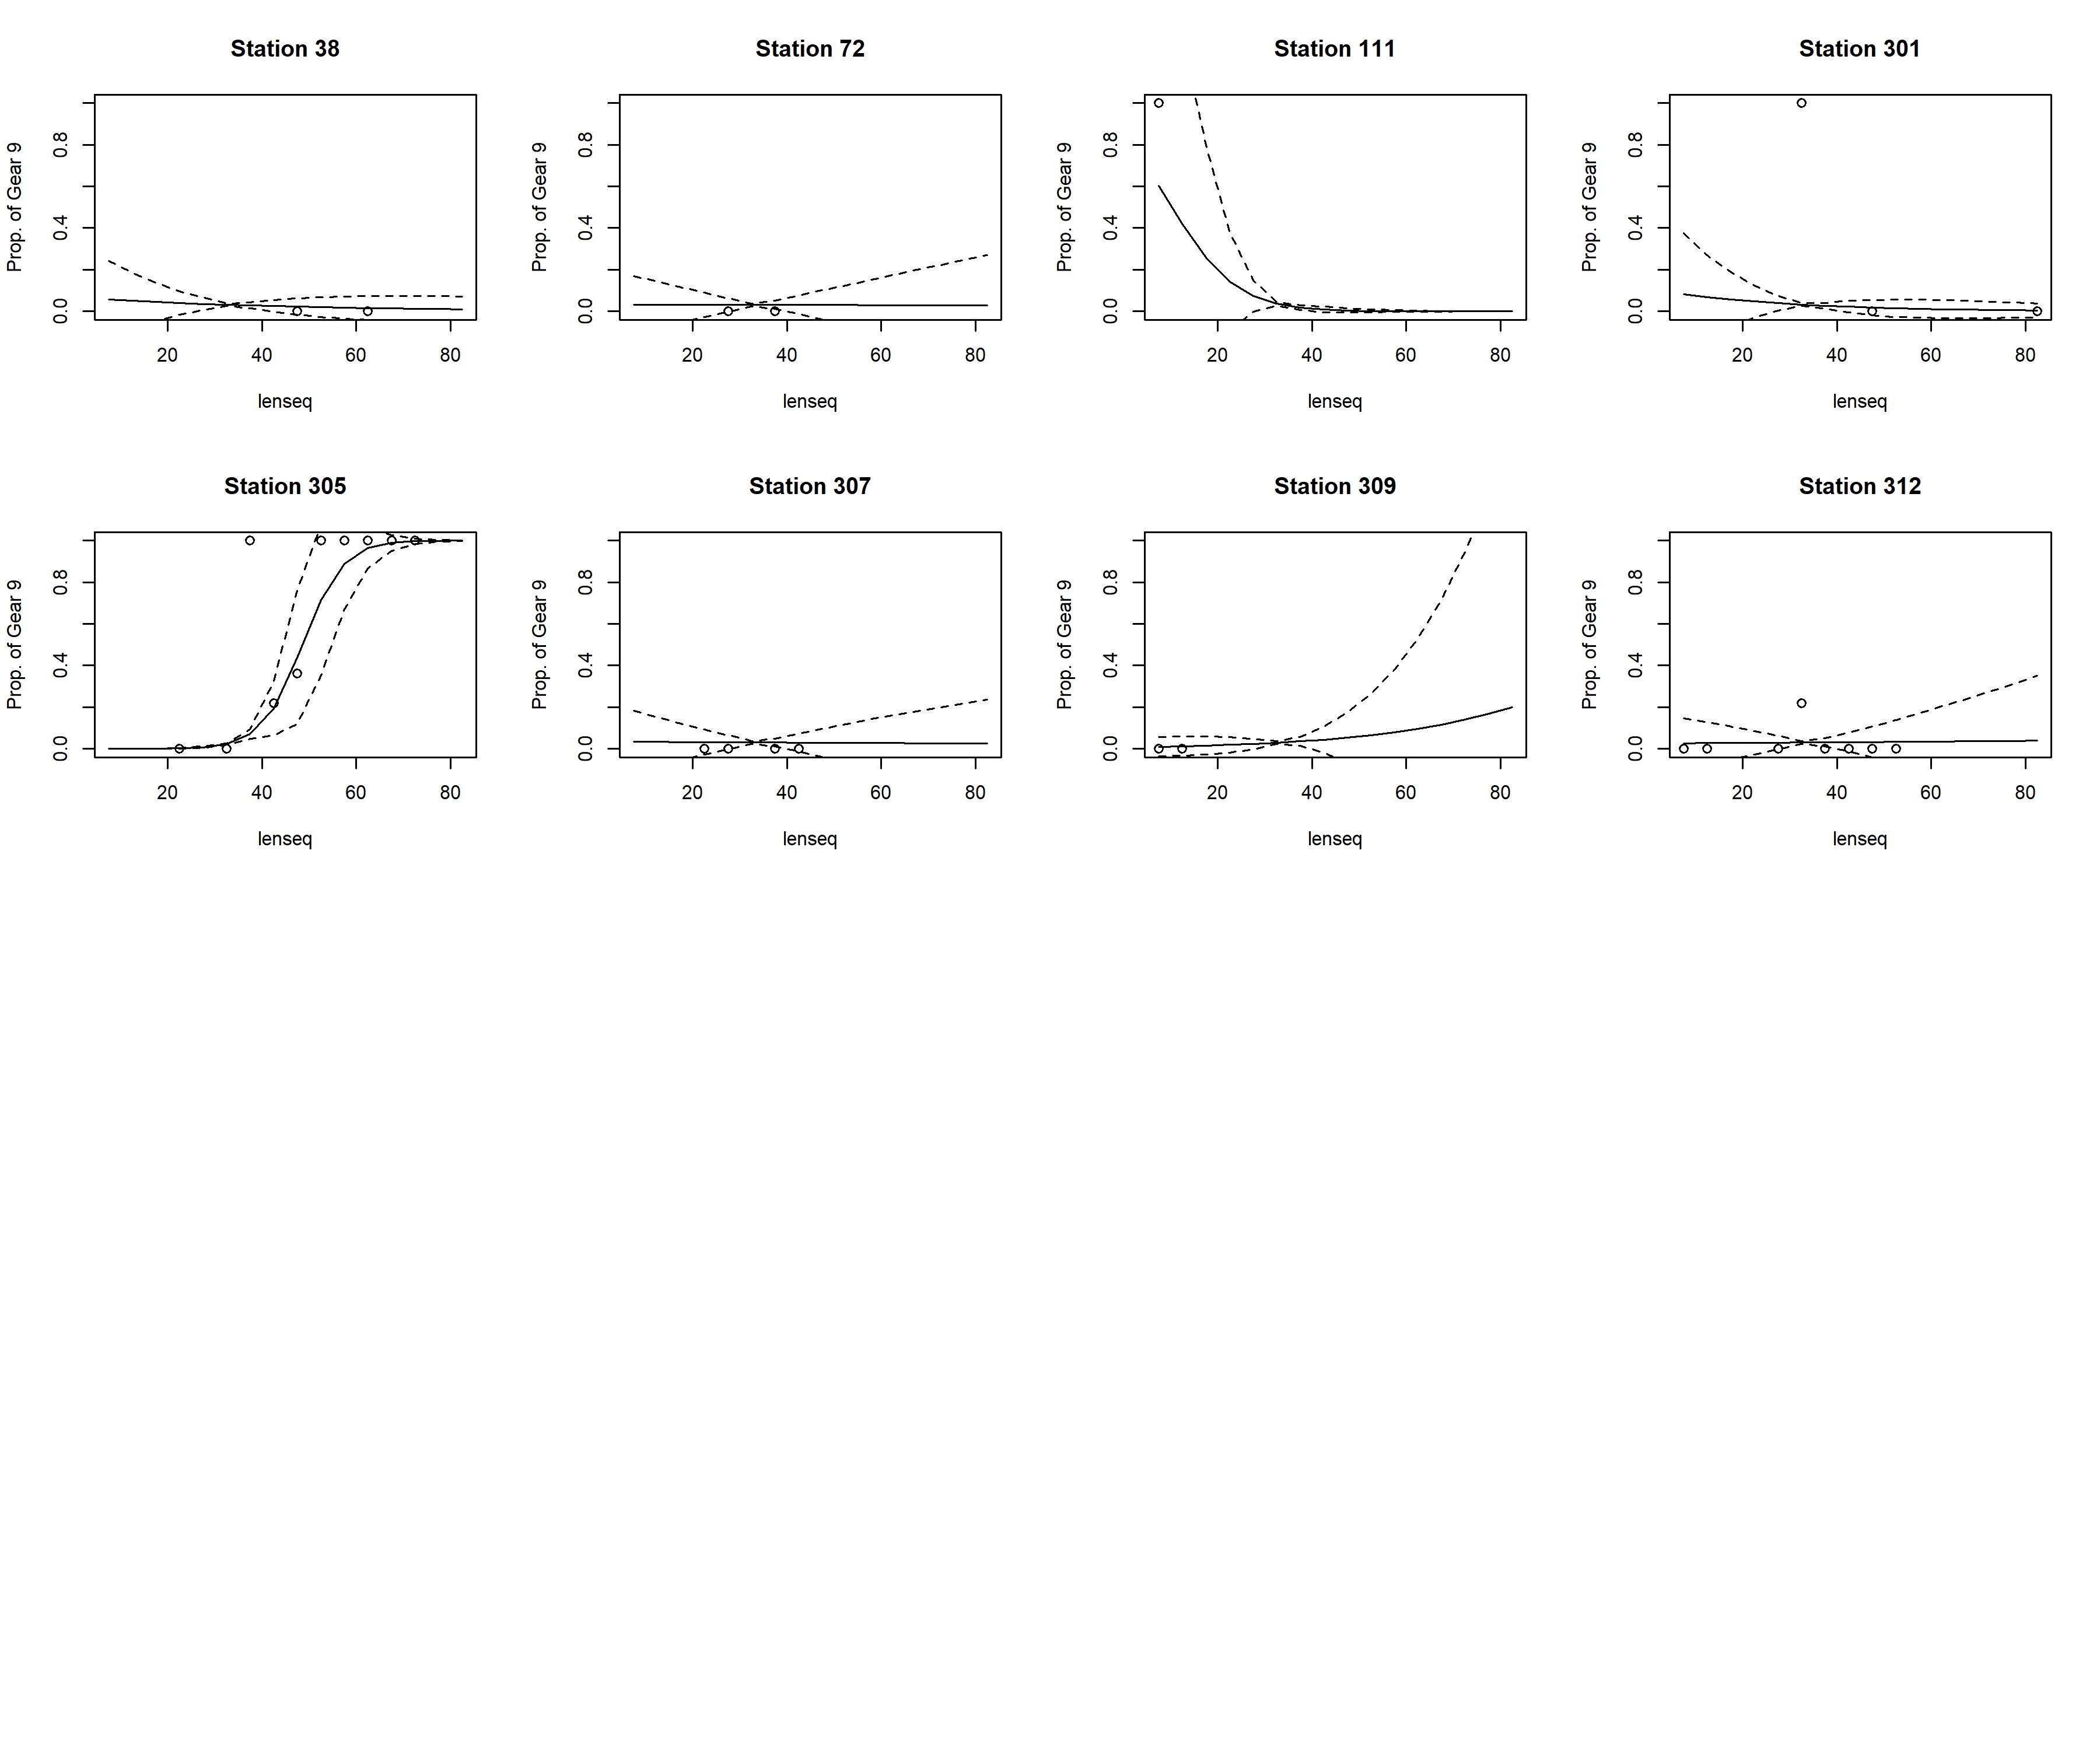 Station 38
Prop. of Gear 9
0.0 0.4 0.8
20 40 60 80
lenseq
Station 72
Prop. of Gear 9
0.0 0.4 0.8
20 40 60 80
lenseq
Station 111
Prop. of Gear 9
0.0 0.4 0.8
20 40 60 80
lenseq
Station 301
Prop. of Gear 9
0.0 0.4 0.8
20 40 60 80
lenseq
Station 305
Prop. of Gear 9
0.0 0.4 0.8
20 40 60 80
lenseq
Station 307
Prop. of Gear 9
0.0 0.4 0.8
20 40 60 80
lenseq
Station 309
Prop. of Gear 9
0.0 0.4 0.8
20 40 60 80
lenseq
Station 312
Prop. of Gear 9
0.0 0.4 0.8
20 40 60 80
lenseq